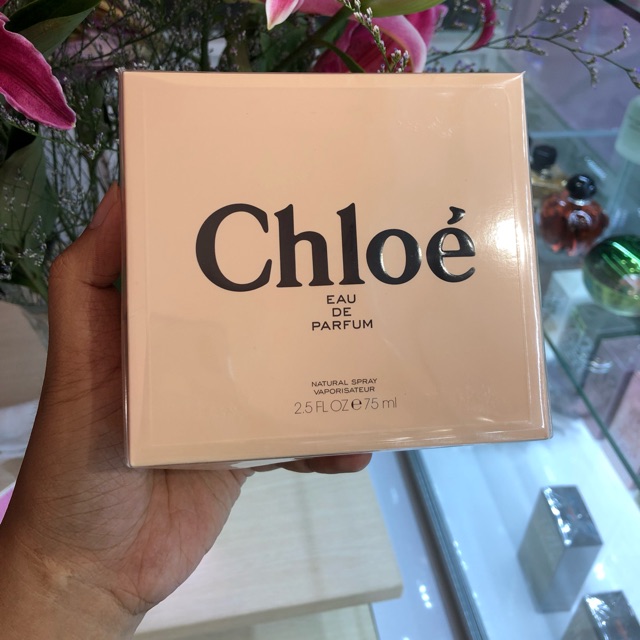 Chloé
EAU
DE
PARFUM
NATURAL SPRAY
VAPORISATEUR
2.5 FL OZ ℮ 75 ml